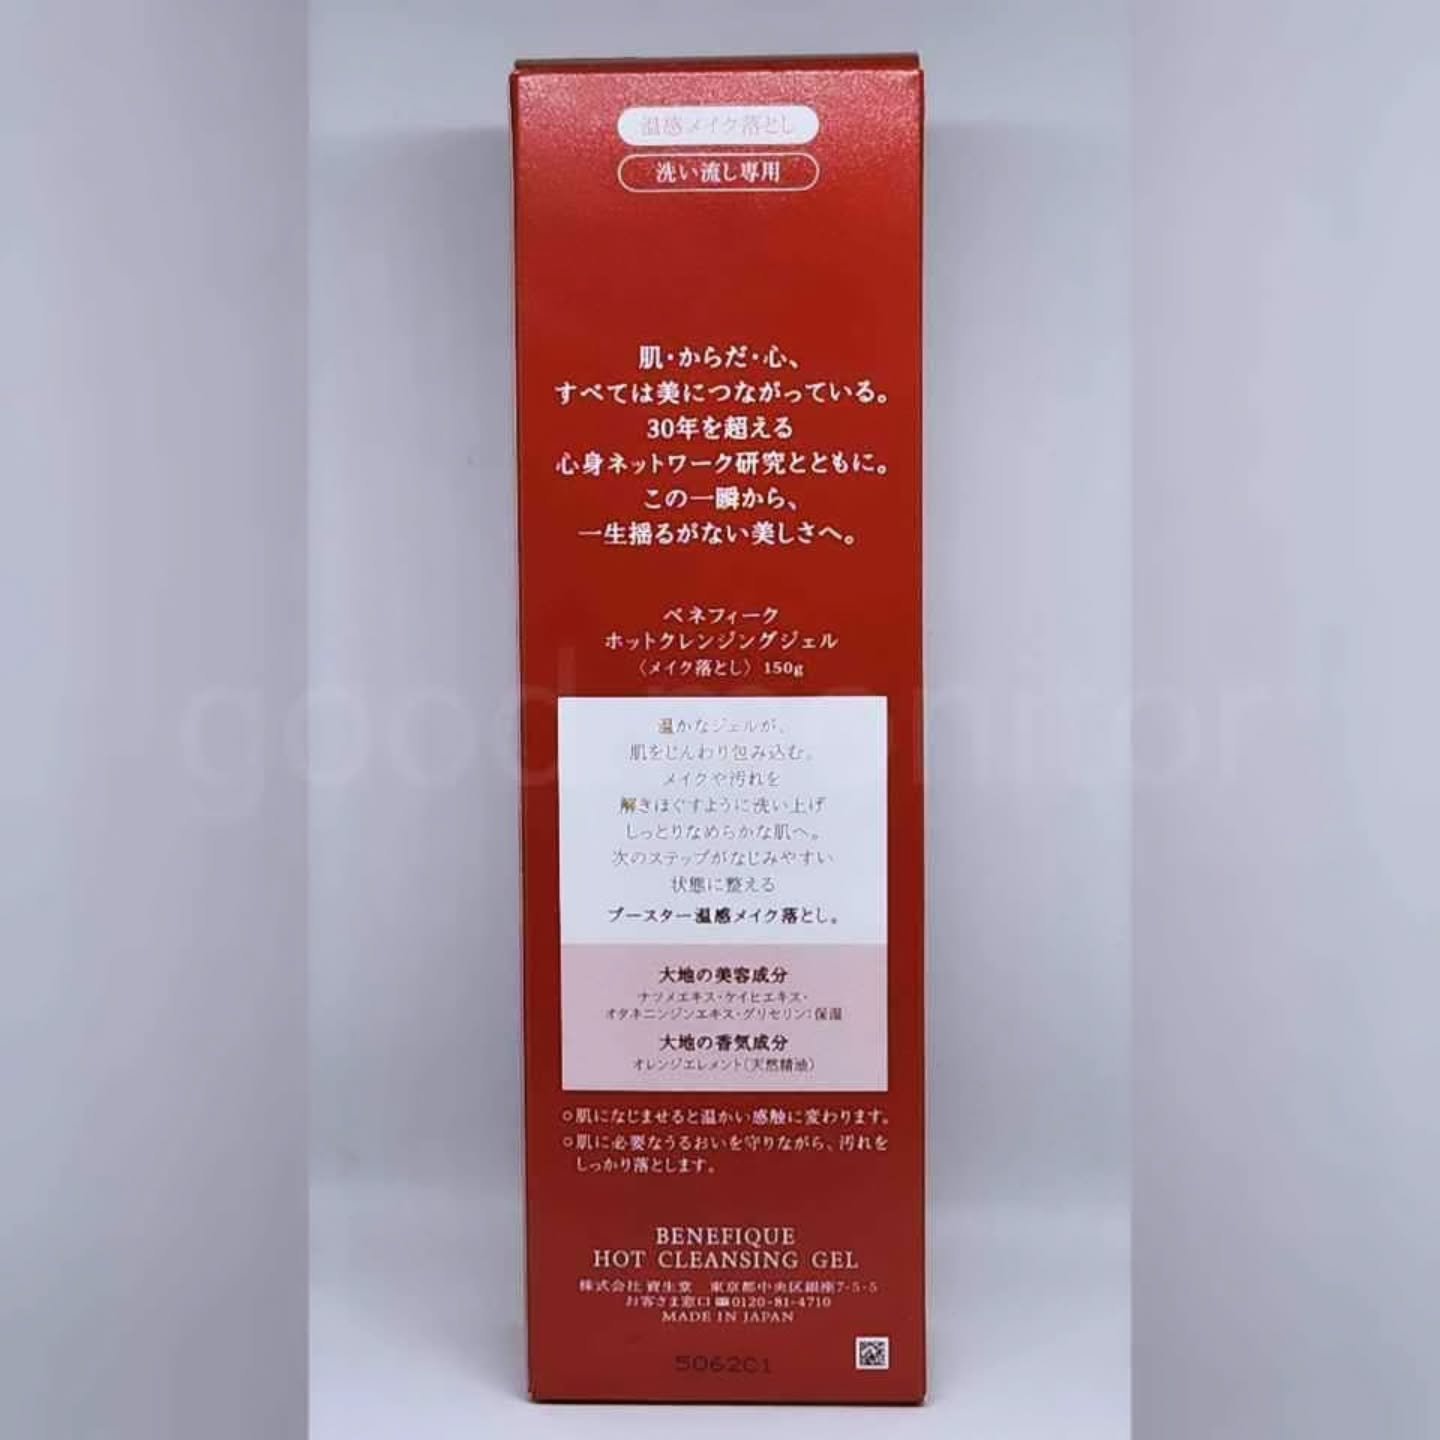 温感メイク落とし
洗い流し専用
肌・からだ・心、
すべては美につながっている。
30年を超える
心身ネットワーク研究とともに。
この一瞬から、
一生揺るがない美しさへ。
ベネフィーク
ホットクレンジングジェル
〈メイク落とし〉 150g
good monitor
温かなジェルが、
肌をじんわり包み込む。
メイクや汚れを
解きほぐすように洗い上げ
しっとりなめらかな肌へ。
次のステップがなじみやすい
状態に整える
ブースター温感メイク落とし。
大地の美容成分
ナツメエキス・ケイヒエキス・
オタネニンジンエキス・グリセリン:保湿
大地の香気成分
オレンジエレメント(天然精油)
○肌になじませると温かい感触に変わります。
○肌に必要なうるおいを守りながら、汚れを
しっかり落とします。
BENEFIQUE
HOT CLEANSING GEL
株式会社 資生堂 東京都中央区銀座7-5-5
お客さま窓口 ☎0120-81-4710
MADE IN JAPAN
5062C1